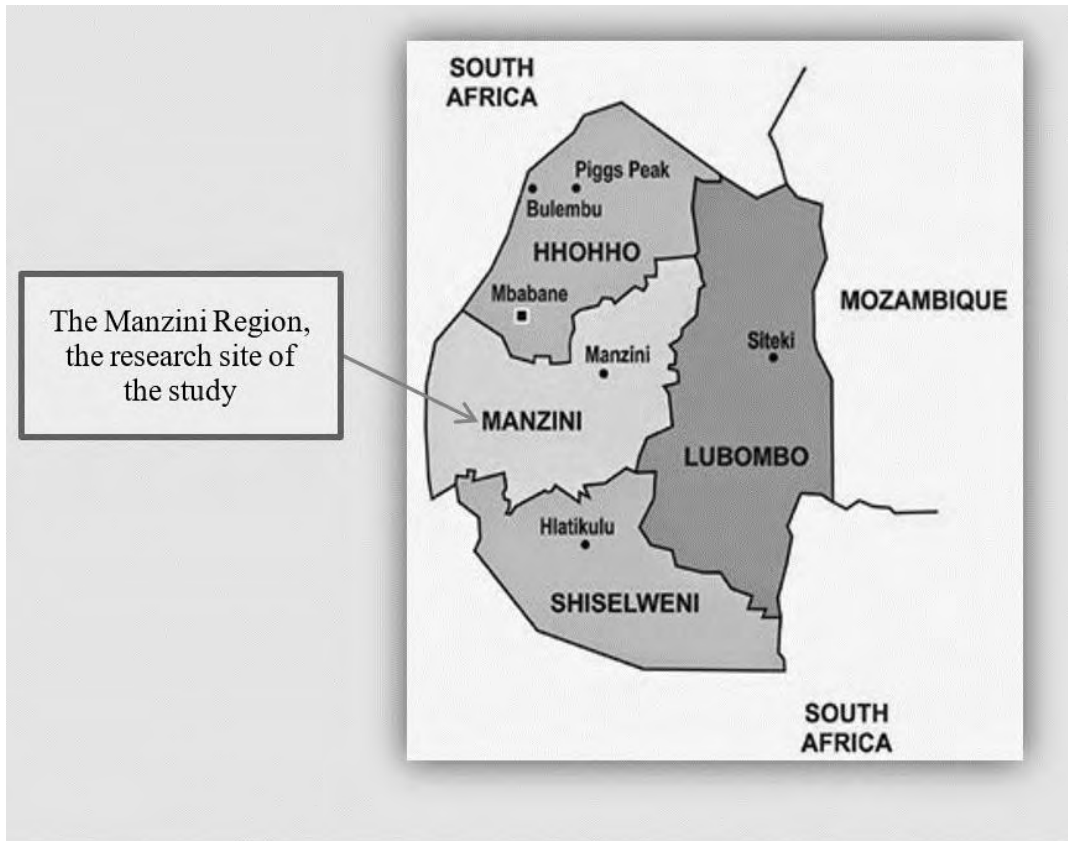 SOUTH
AFRICA
Piggs Peak
Bulembu
HHOHHO
Mbabane
MOZAMBIQUE
The Manzini Region,
the research site of
the study
Siteki
Manzini
MANZINI
LUBOMBO
Hlatikulu
SHISELWENI
SOUTH
AFRICA